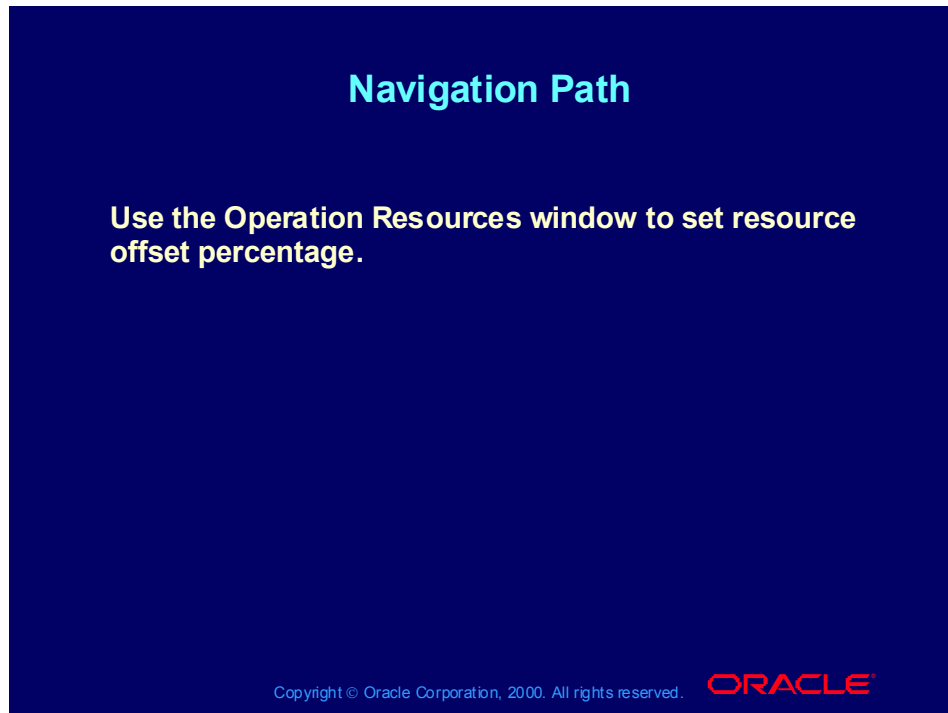 Navigation Path
Use the Operation Resources window to set resource
offset percentage.
Copyright © Oracle Corporation, 2000. All rights reserved.
ORACLE®